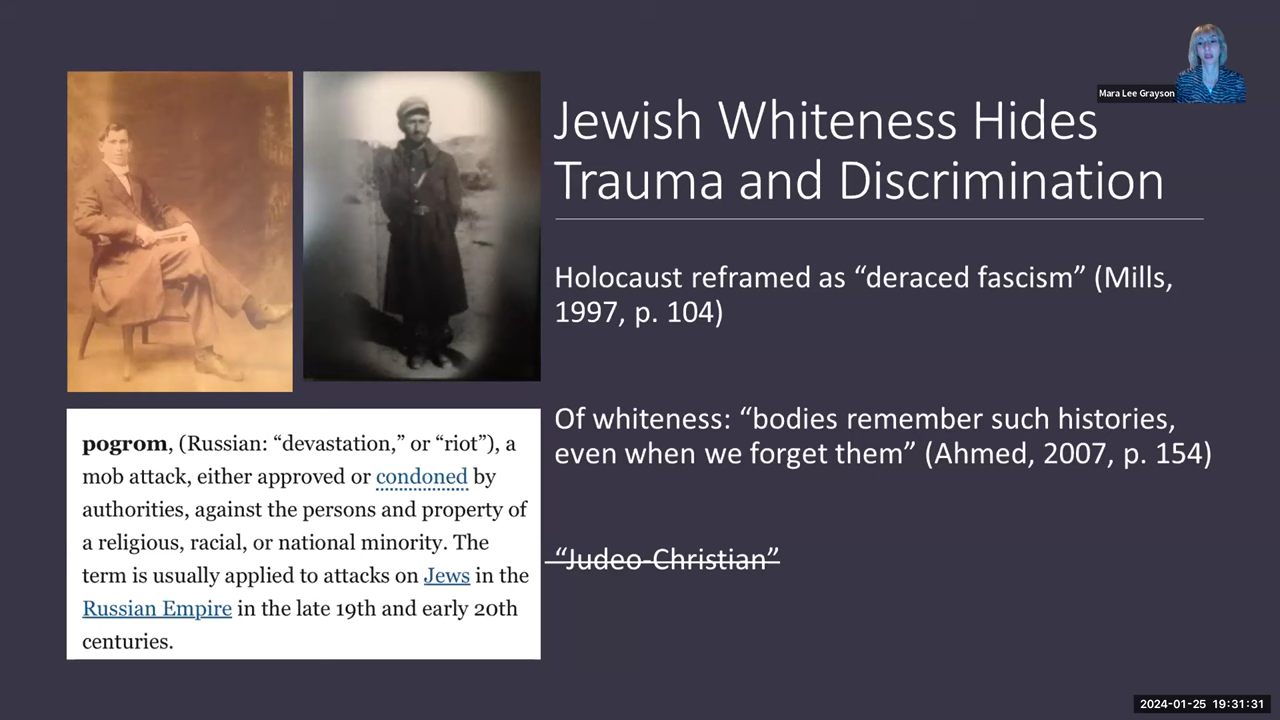 Mara Lee Grayson
Jewish Whiteness Hides
Trauma and Discrimination
Holocaust reframed as “deraced fascism” (Mills,
1997, p. 104)
Of whiteness: “bodies remember such histories,
even when we forget them” (Ahmed, 2007, p. 154)
“Judeo-Christian”
pogrom, (Russian: “devastation,” or “riot”), a
mob attack, either approved or condoned by
authorities, against the persons and property of
a religious, racial, or national minority. The
term is usually applied to attacks on Jews in the
Russian Empire in the late 19th and early 20th
centuries.
2024-01-25 19:31:31